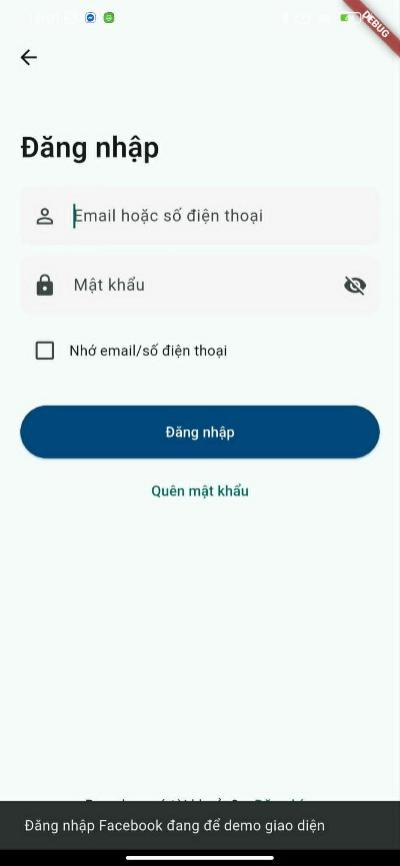 DEBUG
Đăng nhập
Email hoặc số điện thoại
Mật khẩu
Nhớ email/số điện thoại
Đăng nhập
Quên mật khẩu
Đăng nhập Facebook đang để demo giao diện